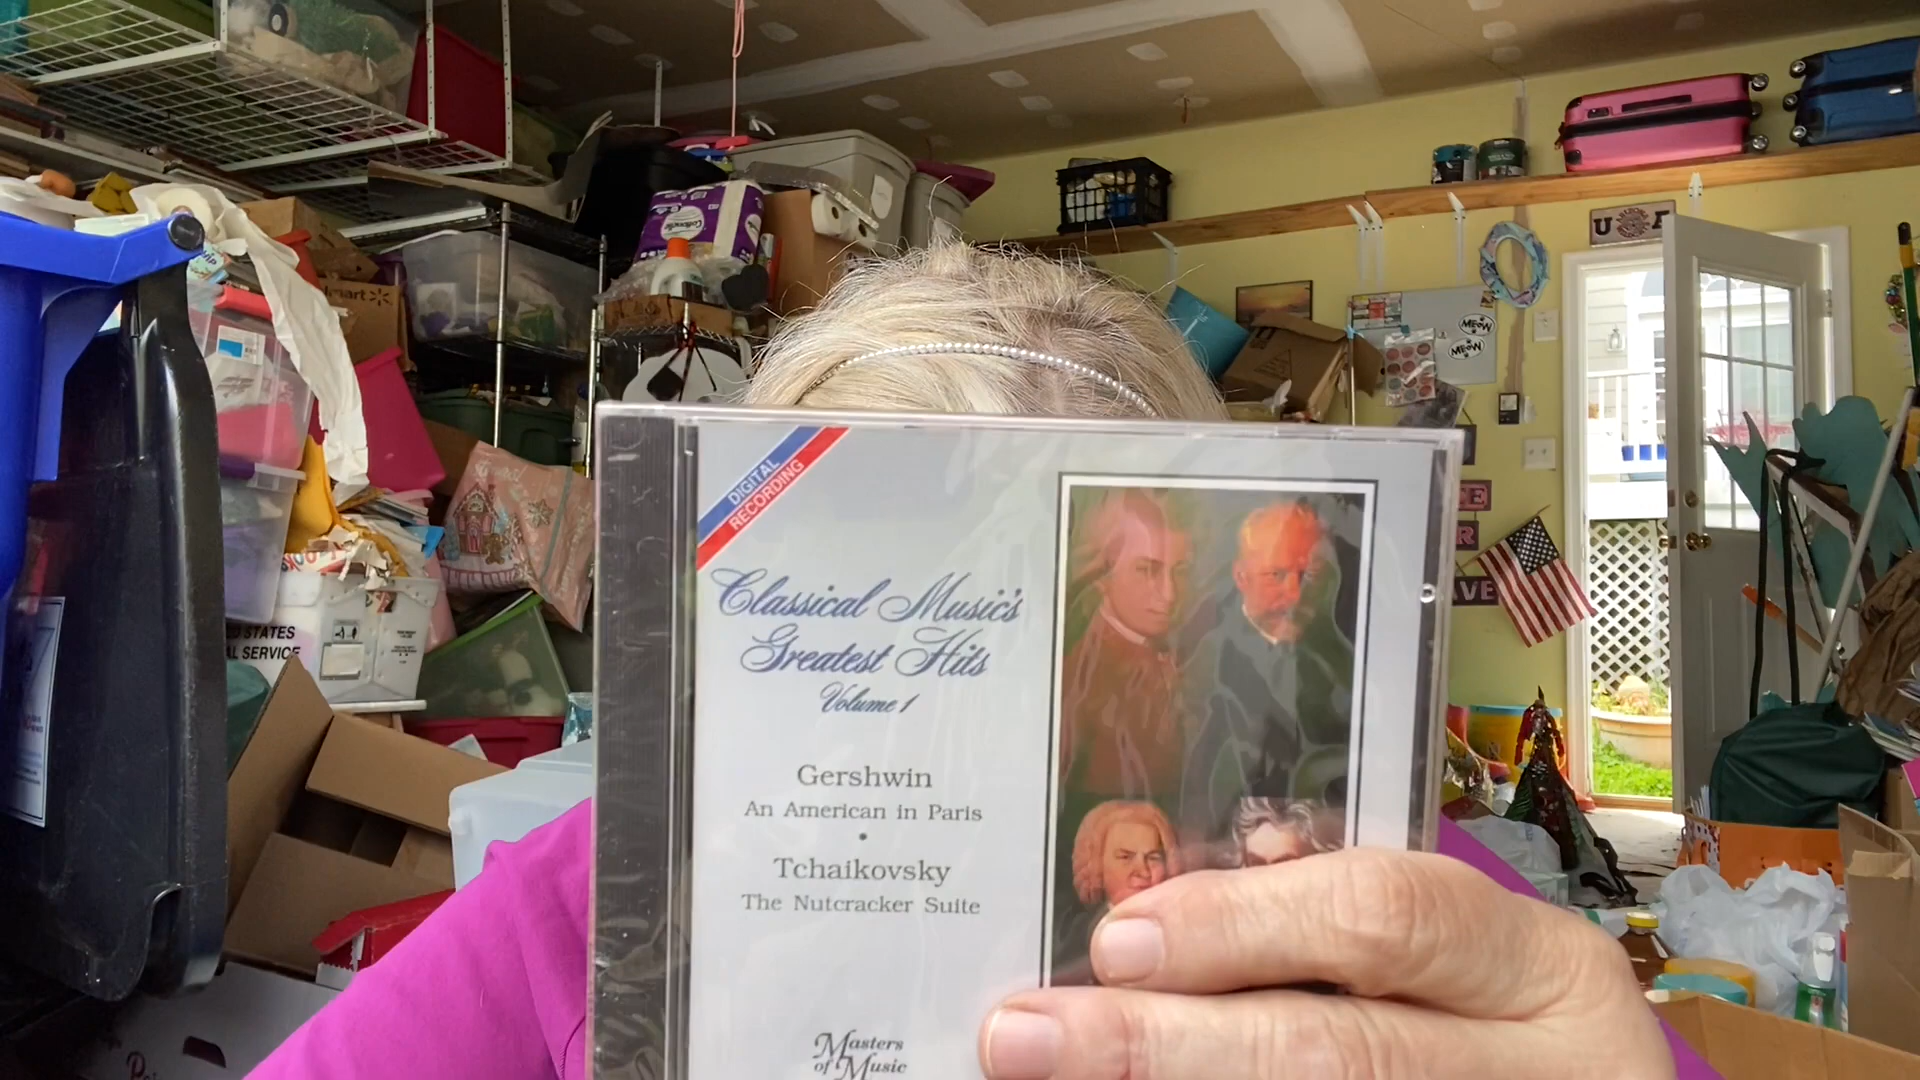 DIGITAL
RECORDING
Classical Music's
Greatest Hits
Volume 1
Gershwin
An American in Paris
•
Tchaikovsky
The Nutcracker Suite
Masters
of Music
MEOW
MEOW
U
AVE
STATES
AL SERVICE